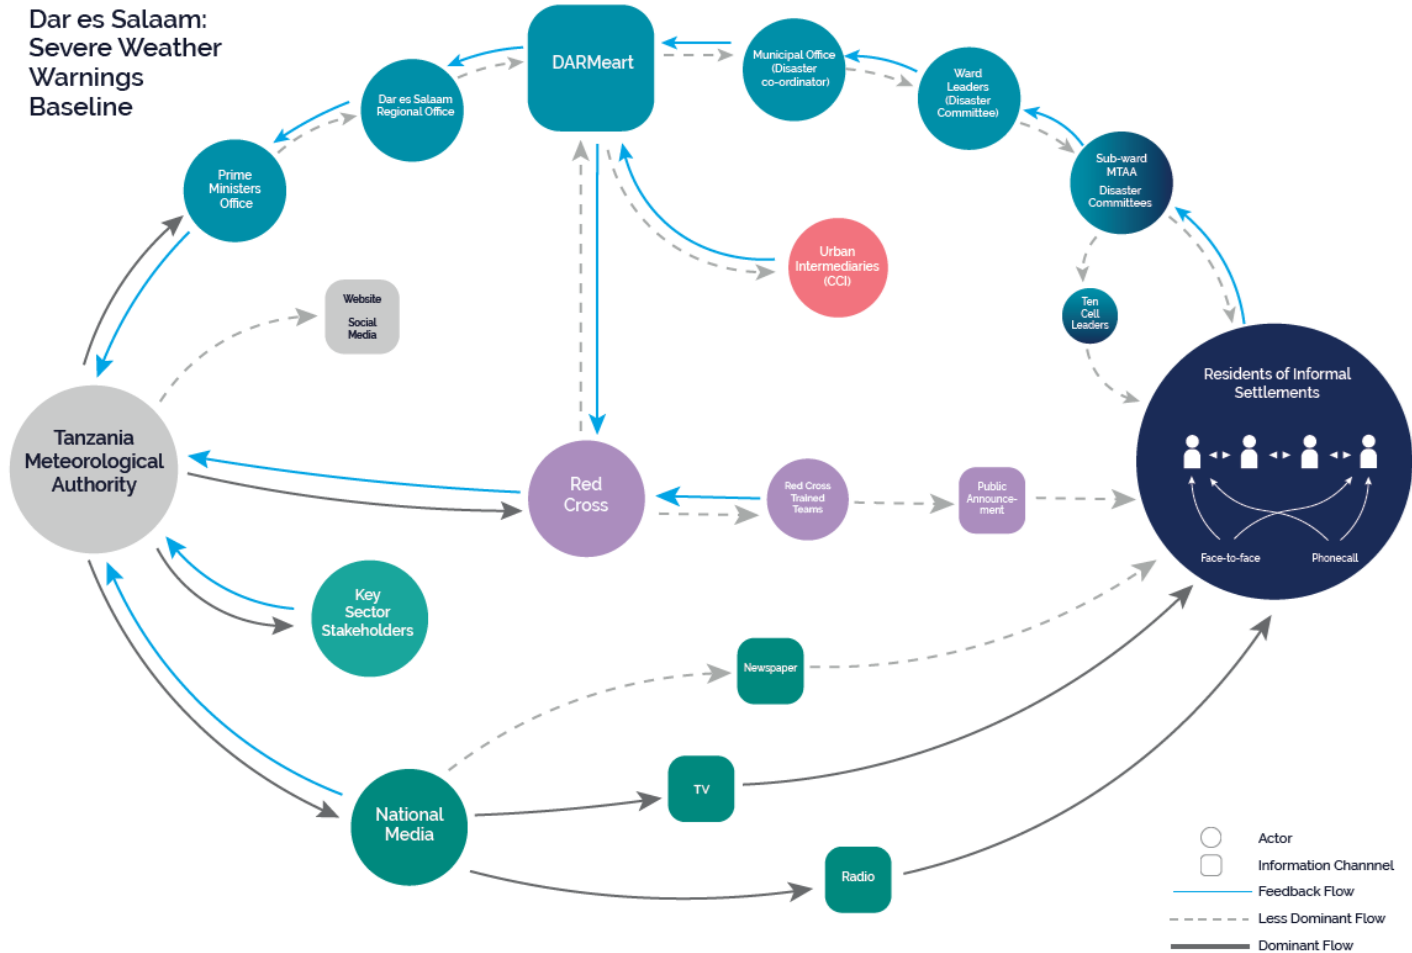 Dar es Salaam:
Severe Weather
Warnings
Baseline
DARMeart
Municipal Office
(Disaster
co-ordinator)
Ward
Leaders
(Disaster
Committee)
Dar es Salaam
Regional Office
Sub-ward
MTAA
Disaster
Committees
Prime
Ministers
Office
Urban
Intermediaries
(CCI)
Website
Social
Media
Ten
Cell
Leaders
Residents of Informal
Settlements
Face-to-face
Phonecall
Tanzania
Meteorological
Authority
Red
Cross
Red Cross
Trained
Teams
Public
Announce-
ment
Key
Sector
Stakeholders
Newspaper
TV
National
Media
Radio
Actor
Information Channnel
Feedback Flow
Less Dominant Flow
Dominant Flow